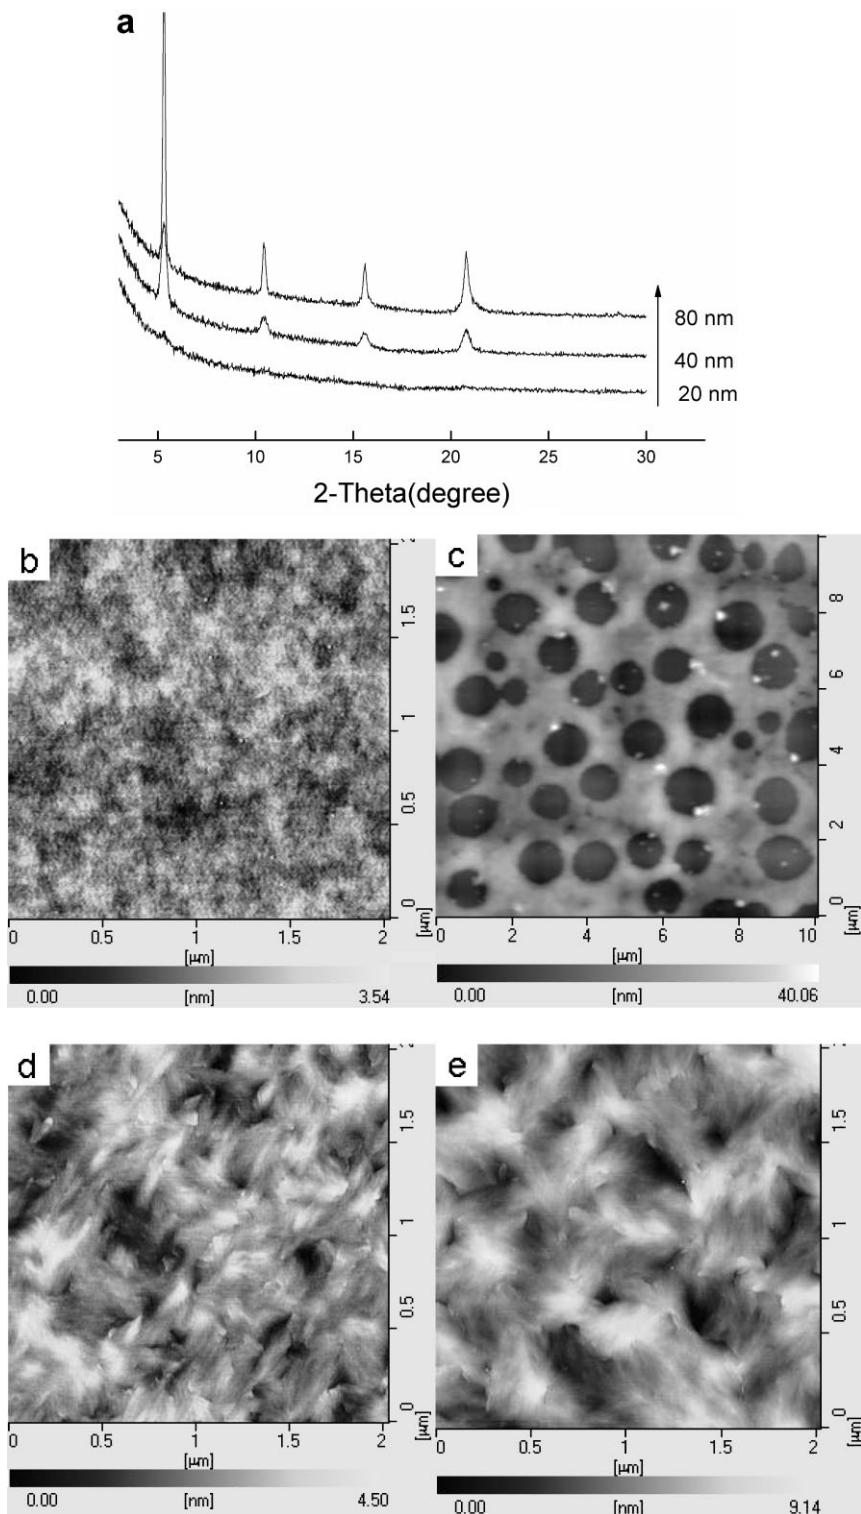 a
80 nm
40 nm
20 nm
5 10 15 20 25 30
2-Theta(degree)
b
2
1.5
1
0.5
0
[µm]
0 0.5 1 1.5 2
[µm]
0.00 [nm] 3.54
c
8
6
4
2
0
[µm]
0 2 4 6 8 10
[µm]
0.00 [nm] 40.06
d
2
1.5
1
0.5
0
[µm]
0 0.5 1 1.5 2
[µm]
0.00 [nm] 4.50
e
2
1.5
1
0.5
0
[µm]
0 0.5 1 1.5 2
[µm]
0.00 [nm] 9.14